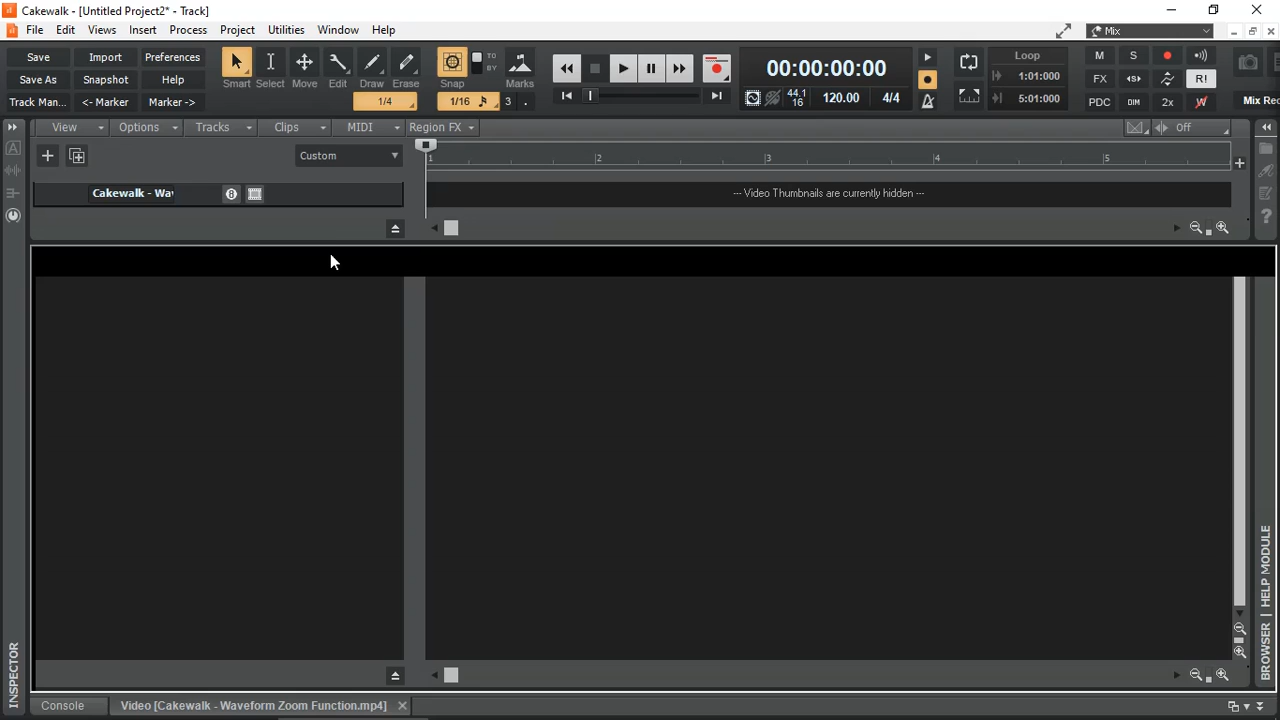 Cakewalk - [Untitled Project2* - Track]
File Edit Views Insert Process Project Utilities Window Help
Mix
Save Import Preferences
Save As Snapshot Help
Track Man... <- Marker Marker ->
Smart Select Move Edit Draw Erase Snap Marks
TO
BY
1/4 1/16 3 .
00:00:00:00
44.1
16
120.00 4/4
Loop
1:01:000
5:01:000
M S
FX R!
PDC DIM 2x W
Mix Rec
View Options Tracks Clips MIDI Region FX
Off
Custom
1 2 3 4 5
Cakewalk - Wav
8
--- Video Thumbnails are currently hidden ---
INSPECTOR
BROWSER | HELP MODULE
Console Video [Cakewalk - Waveform Zoom Function.mp4]